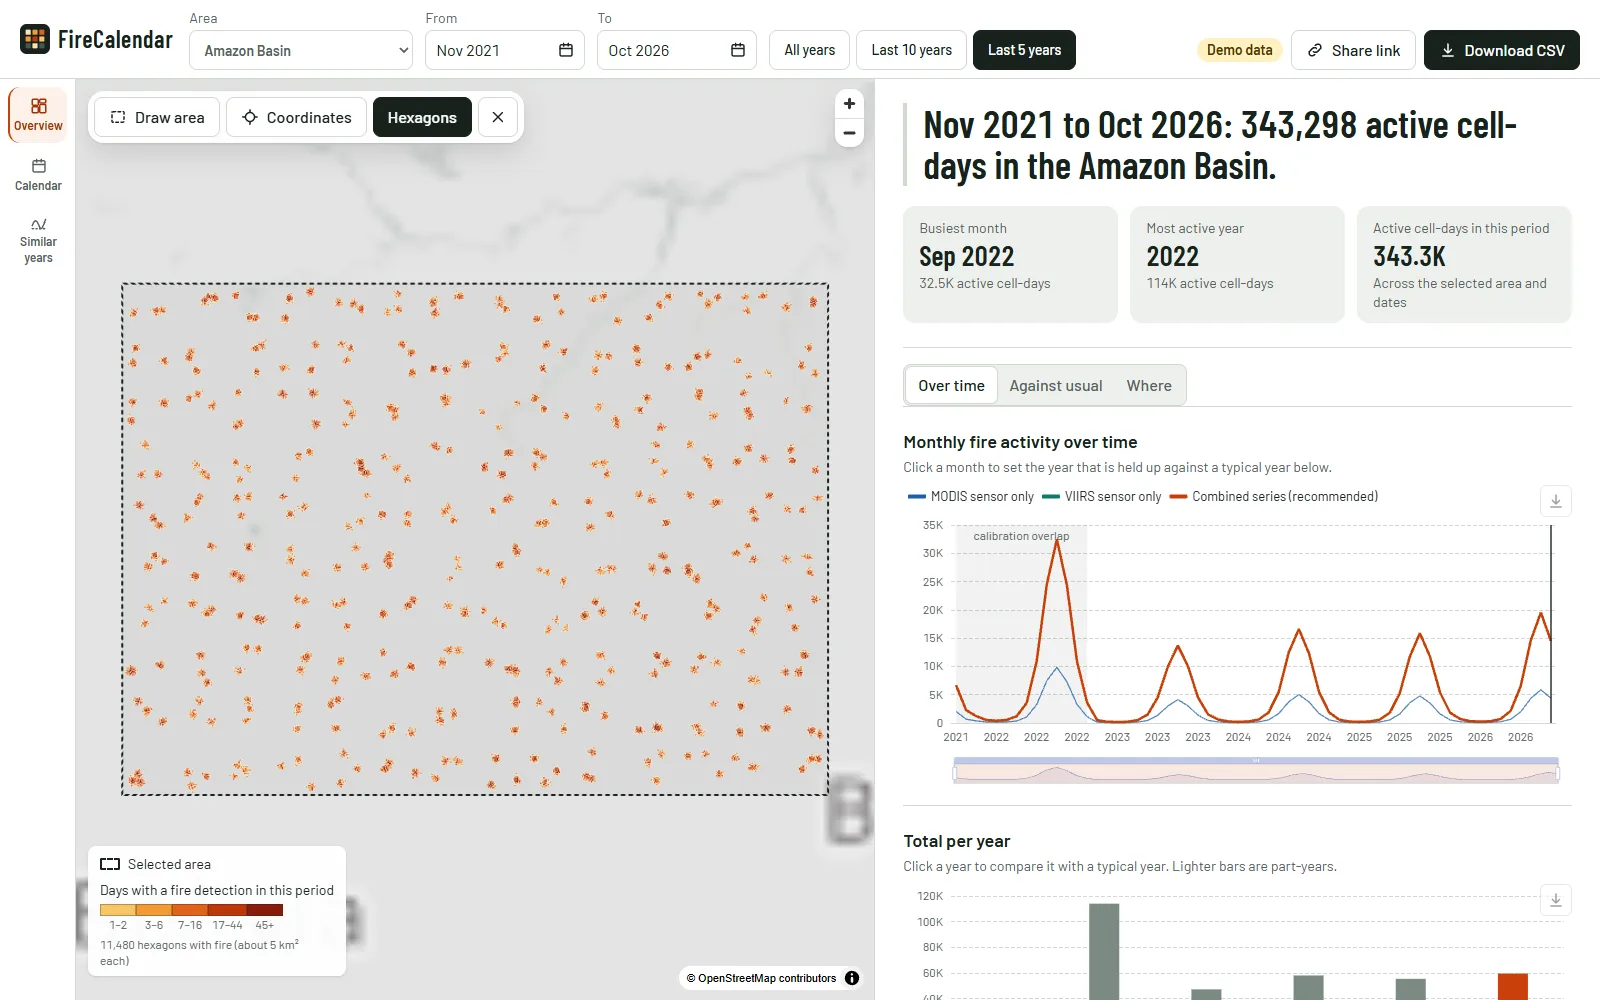 FireCalendar
Area
Amazon Basin
From
Nov 2021
To
Oct 2026
All years
Last 10 years
Last 5 years
Demo data
Share link
Download CSV
Overview
Calendar
Similar
years
Draw area
Coordinates
Hexagons
+
−
B
Selected area
Days with a fire detection in this period
1–2
3–6
7–16
17–44
45+
11,480 hexagons with fire (about 5 km²
each)
© OpenStreetMap contributors
Nov 2021 to Oct 2026: 343,298 active cell-
days in the Amazon Basin.
Busiest month
Sep 2022
32.5K active cell-days
Most active year
2022
114K active cell-days
Active cell-days in this period
343.3K
Across the selected area and
dates
Over time
Against usual
Where
Monthly fire activity over time
Click a month to set the year that is held up against a typical year below.
MODIS sensor only
VIIRS sensor only
Combined series (recommended)
calibration overlap
35K
30K
25K
20K
15K
10K
5K
0
2021
2022
2022
2022
2023
2023
2023
2024
2024
2024
2025
2025
2025
2026
2026
Total per year
Click a year to compare it with a typical year. Lighter bars are part-years.
120K
100K
80K
60K
40K